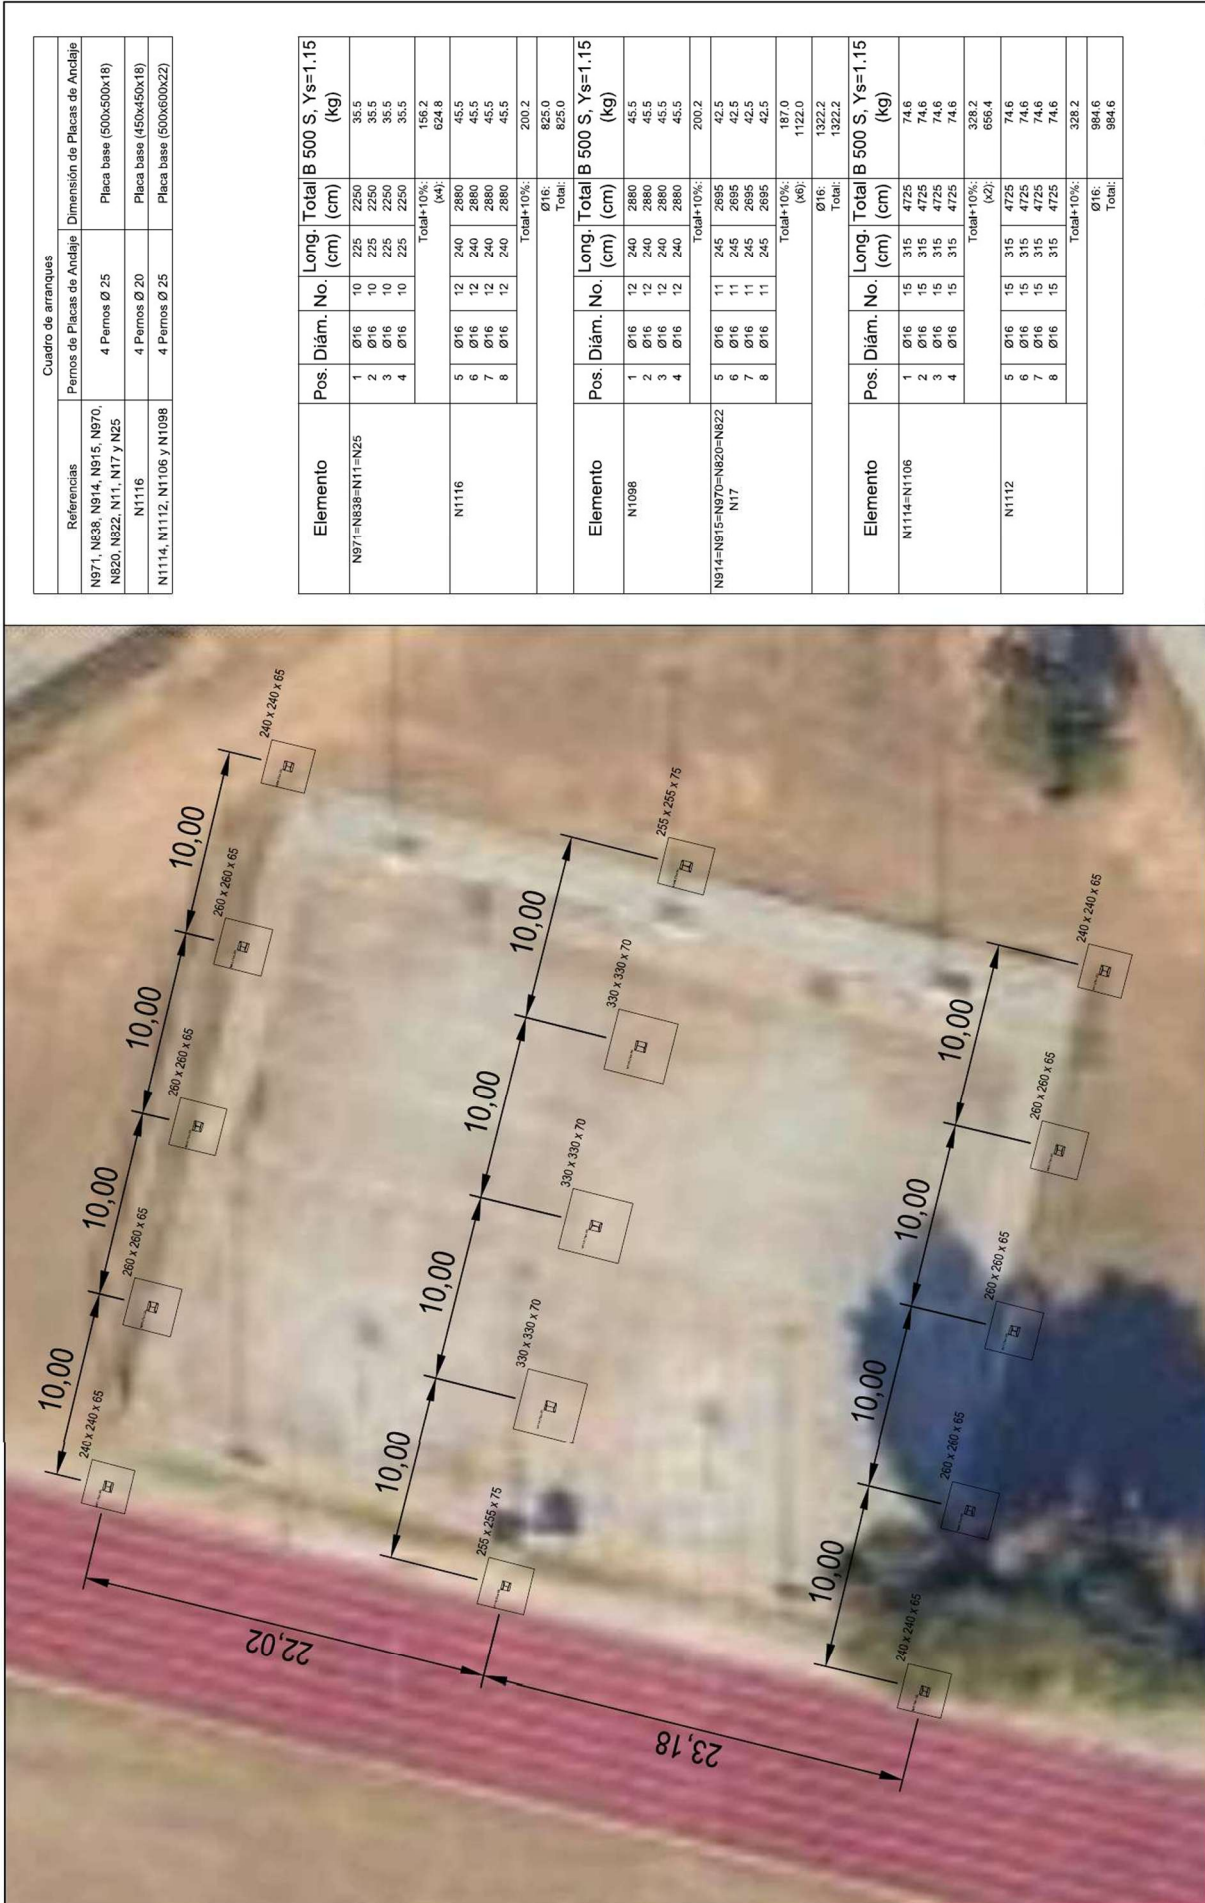 Cuadro de arranques
Referencias Pernos de Placas de Anclaje Dimensión de Placas de Anclaje
N971, N838, N914, N915, N970,
N820, N822, N11, N17 y N25 4 Pernos Ø 25 Placa base (500x500x18)
N1116 4 Pernos Ø 20 Placa base (450x450x18)
N1114, N1112, N1106 y N1098 4 Pernos Ø 25 Placa base (500x600x22)
Elemento Pos. Diám. No. Long. (cm) Total (cm) B 500 S, Ys=1.15 (kg)
N971=N838=N11=N25 1 Ø16 10 225 2250 35.5
2 Ø16 10 225 2250 35.5
3 Ø16 10 225 2250 35.5
4 Ø16 10 225 2250 35.5
Total+10%: 156.2
(x4): 624.8
N1116 5 Ø16 12 240 2880 45.5
6 Ø16 12 240 2880 45.5
7 Ø16 12 240 2880 45.5
8 Ø16 12 240 2880 45.5
Total+10%: 200.2
Ø16: 825.0
Total: 825.0
Elemento Pos. Diám. No. Long. (cm) Total (cm) B 500 S, Ys=1.15 (kg)
N1098 1 Ø16 12 240 2880 45.5
2 Ø16 12 240 2880 45.5
3 Ø16 12 240 2880 45.5
4 Ø16 12 240 2880 45.5
Total+10%: 200.2
N914=N915=N970=N820=N822
N17 5 Ø16 11 245 2695 42.5
6 Ø16 11 245 2695 42.5
7 Ø16 11 245 2695 42.5
8 Ø16 11 245 2695 42.5
Total+10%: 187.0
(x6): 1122.0
Ø16: 1322.2
Total: 1322.2
Elemento Pos. Diám. No. Long. (cm) Total (cm) B 500 S, Ys=1.15 (kg)
N1114=N1106 1 Ø16 15 315 4725 74.6
2 Ø16 15 315 4725 74.6
3 Ø16 15 315 4725 74.6
4 Ø16 15 315 4725 74.6
Total+10%: 328.2
(x2): 656.4
N1112 5 Ø16 15 315 4725 74.6
6 Ø16 15 315 4725 74.6
7 Ø16 15 315 4725 74.6
8 Ø16 15 315 4725 74.6
Total+10%: 328.2
Ø16: 984.6
Total: 984.6
10,00
10,00
10,00
10,00
240 x 240 x 65
260 x 260 x 65
260 x 260 x 65
260 x 260 x 65
240 x 240 x 65
22,02
10,00
10,00
10,00
10,00
255 x 255 x 75
330 x 330 x 70
330 x 330 x 70
330 x 330 x 70
255 x 255 x 75
23,18
10,00
10,00
10,00
10,00
240 x 240 x 65
260 x 260 x 65
260 x 260 x 65
260 x 260 x 65
240 x 240 x 65